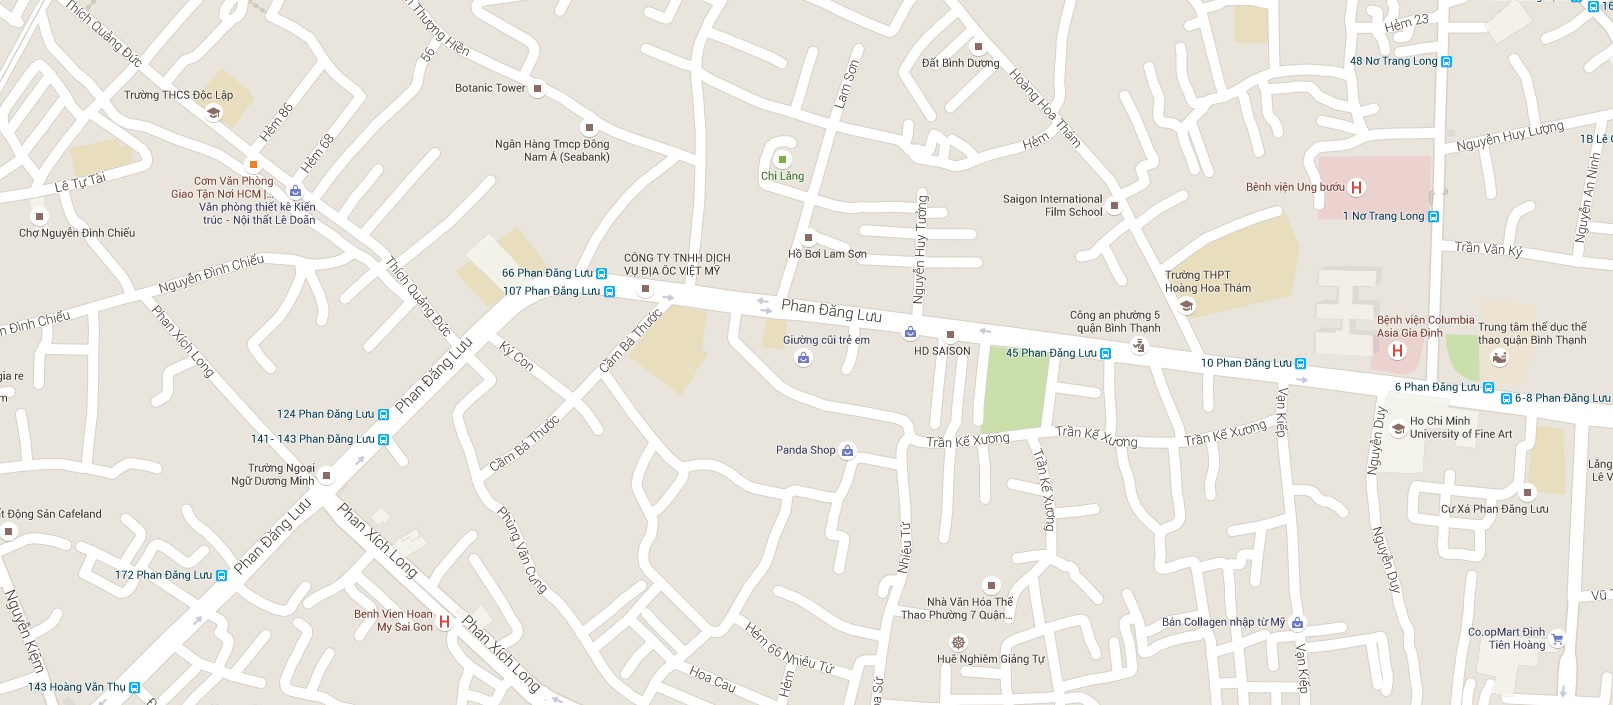 Thích Quảng Đức
Thượng Hiền
56
Botanic Tower
Trường THCS Độc Lập
Hẻm 86
Hẻm 68
Ngân Hàng Tmcp Đông
Nam Á (Seabank)
Lam Sơn
Đất Bình Dương
Hoàng Hoa Thám
Hẻm
Hẻm 23
48 Nơ Trang Long
Nguyễn Huy Lượng
1B Lê
16
Lê Tự Tài
Cơm Văn Phòng
Giao Tận Nơi HCM |...
Văn phòng thiết kê Kiến
trúc - Nội thất Lê Doãn
Chợ Nguyễn Đình Chiểu
Chi Lăng
Saigon International
Film School
Bệnh viện Ung bướu
H
1 Nơ Trang Long
Nguyễn An Ninh
Trần Văn Kỷ
Hồ Bơi Lam Sơn
Nguyễn Huy Tưởng
Nguyễn Đình Chiểu
Đình Chiểu
Thích Quảng Đức
66 Phan Đăng Lưu
107 Phan Đăng Lưu
CÔNG TY TNHH DỊCH
VỤ ĐỊA ỐC VIỆT MỸ
Phan Đăng Lưu
Trường THPT
Hoàng Hoa Thám
Công an phường 5
quận Bình Thạnh
Giường cũi trẻ em
HD SAISON
45 Phan Đăng Lưu
10 Phan Đăng Lưu
Bệnh viện Columbia
Asia Gia Định
H
Trung tâm thể dục thể
thao quận Bình Thạnh
6 Phan Đăng Lưu
6-8 Phan Đăng Lưu
Phan Xích Long
Phan Đăng Lưu
Ký Con
Cầm Bá Thước
gia re
124 Phan Đăng Lưu
141- 143 Phan Đăng Lưu
Cầm Bá Thước
Panda Shop
Trần Kế Xương
Trần Kế Xương
Trần Kế Xương
Trần Kế Xương
Vạn Kiếp
Nguyễn Duy
Ho Chi Minh
University of Fine Art
Trường Ngoại
Ngữ Dương Minh
Lăng
Lê V
Cư Xá Phan Đăng Lưu
ất Động Sản Cafeland
Phan Đăng Lưu
Phan Xích Long
Phùng Văn Cung
Nhiêu Tứ
Nguyễn Duy
172 Phan Đăng Lưu
Nguyễn Kiệm
Benh Vien Hoan
My Sai Gon
H
Phan Xích Long
Nhà Văn Hóa Thể
Thao Phường 7 Quận...
Huê Nghiêm Giảng Tự
Bán Collagen nhập từ Mỹ
Co.opMart Đinh
Tiên Hoàng
Vũ T
Hẻm 66 Nhiêu Tứ
Hoa Cau
Hẻm
Vạn Kiếp
143 Hoàng Văn Thụ